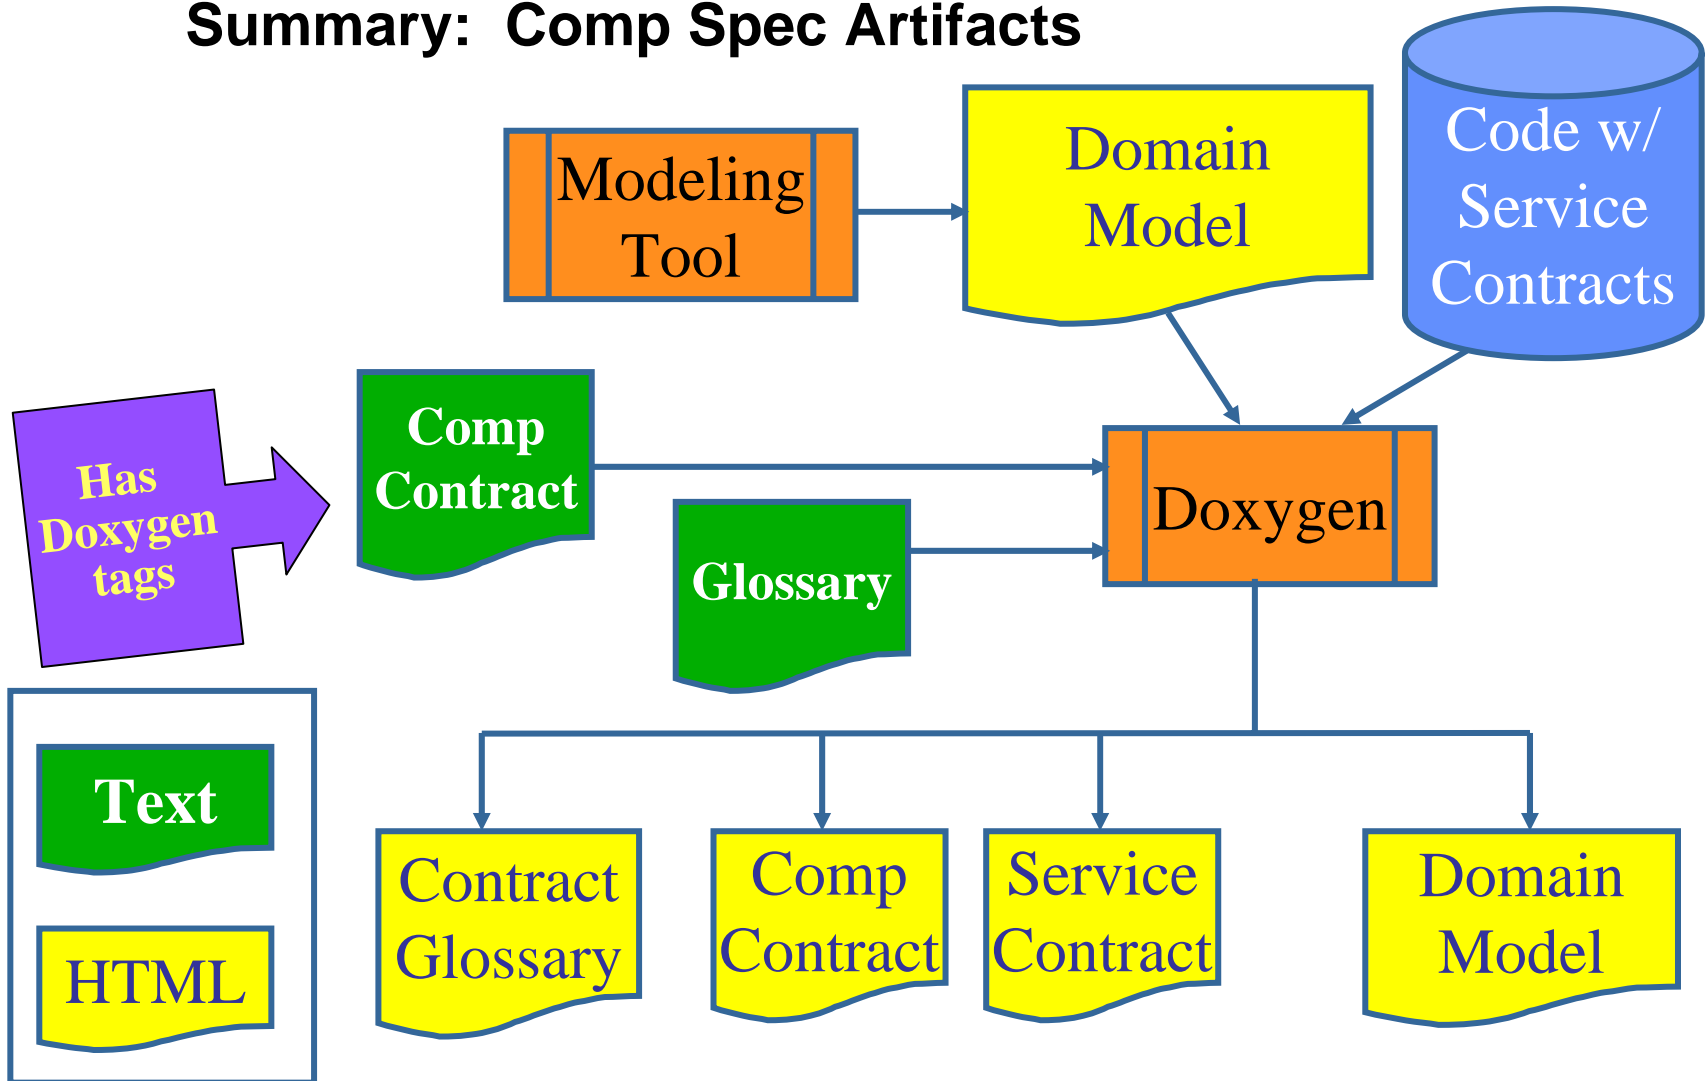 Summary:  Comp Spec Artifacts
Modeling
Tool
Domain
Model
Code w/
Service
Contracts
Has
Doxygen
tags
Comp
Contract
Glossary
Doxygen
Text
HTML
Contract
Glossary
Comp
Contract
Service
Contract
Domain
Model